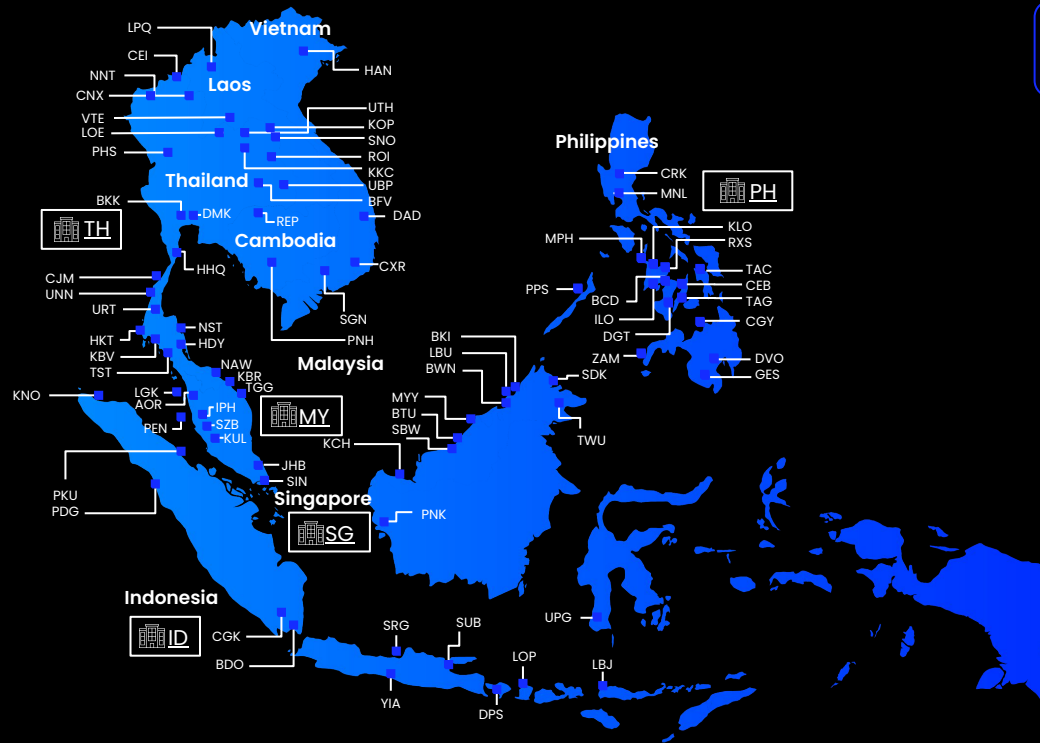 LPQ
Vietnam
CEI
HAN
NNT
Laos
CNX
UTH
VTE
KOP
LOE
SNO
PHS
ROI
KKC
Thailand
UBP
BKK
BFV
DMK
REP
DAD
TH
Cambodia
HHQ
CXR
CJM
UNN
URT
SGN
NST
HKT
HDY
PNH
KBV
TST
Malaysia
NAW
KBR
TGG
KNO
LGK
AOR
IPH
MY
PEN
SZB
KUL
JHB
SIN
PKU
PDG
Singapore
SG
Philippines
CRK
PH
MNL
KLO
MPH
RXS
TAC
PPS
CEB
BCD
TAG
ILO
CGY
DGT
ZAM
DVO
GES
BKI
LBU
BWN
SDK
MYY
BTU
SBW
TWU
KCH
PNK
Indonesia
ID
CGK
BDO
SRG
SUB
UPG
LOP
LBJ
YIA
DPS